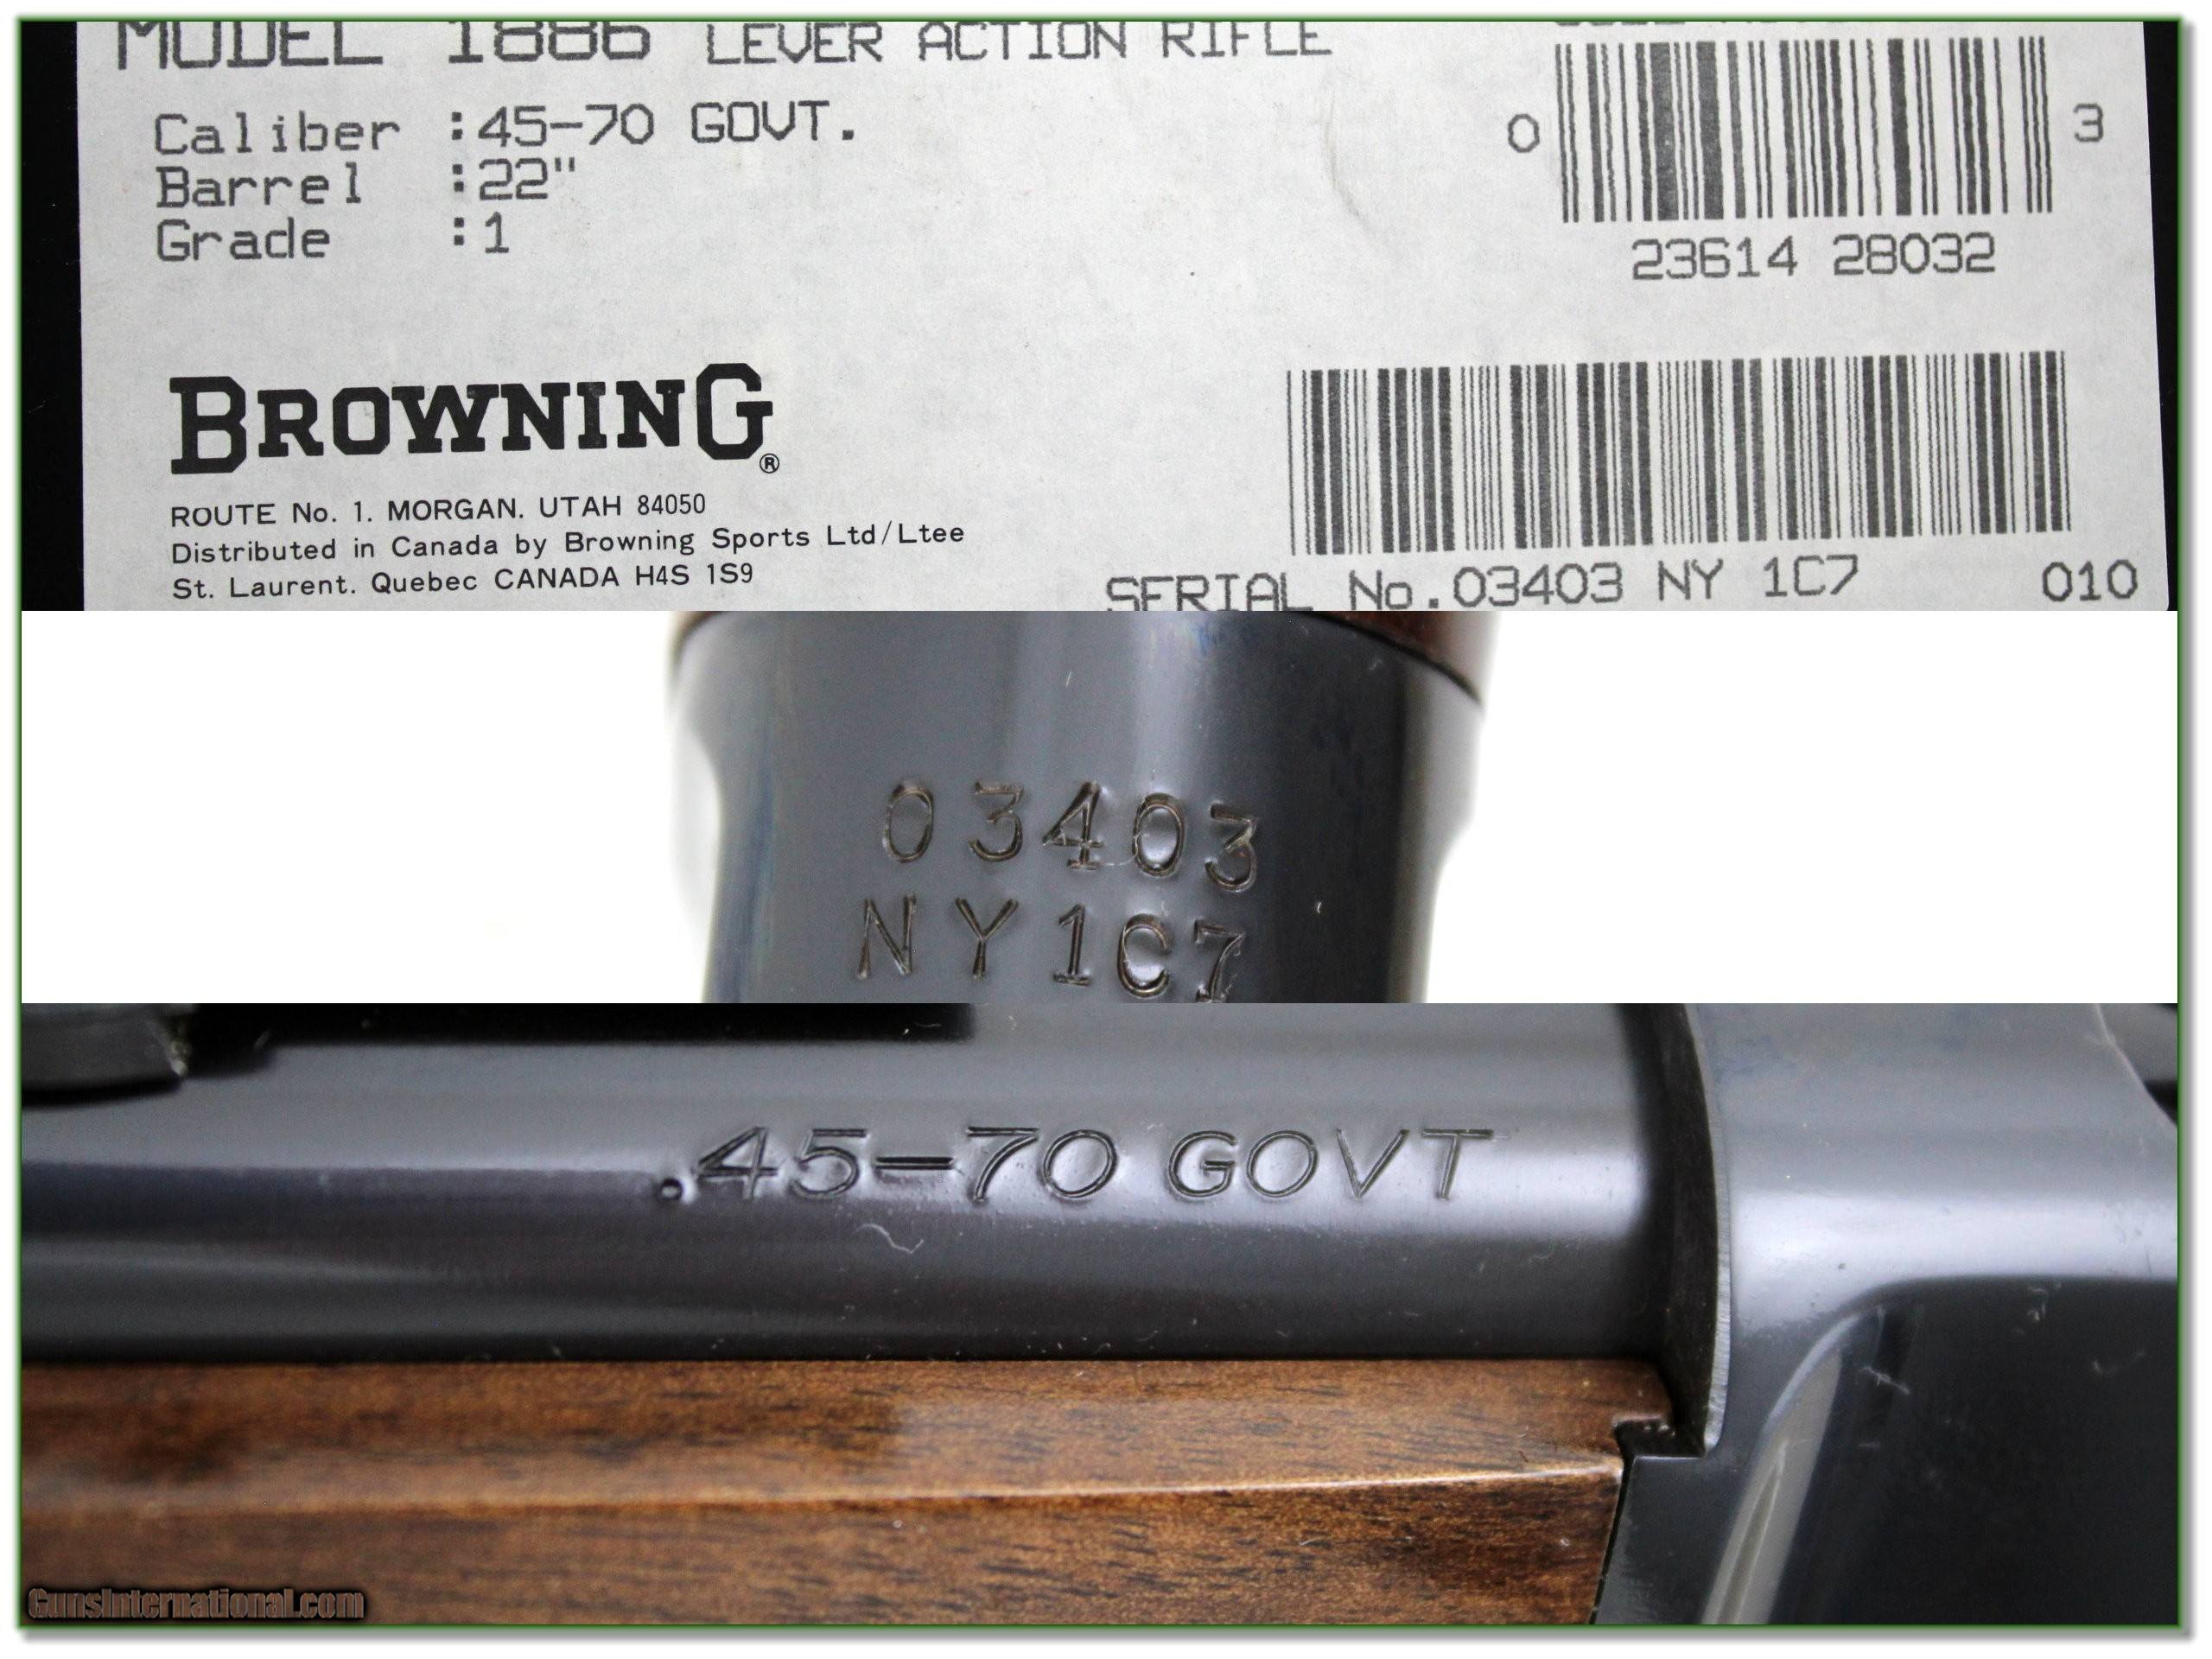 MODEL 1886 LEVER ACTION RIFLE
Caliber :45-70 GOVT.
Barrel :22"
Grade :1
0 3
23614 28032
BROWNING®
ROUTE No. 1. MORGAN. UTAH 84050
Distributed in Canada by Browning Sports Ltd/Ltee
St. Laurent. Quebec CANADA H4S 1S9
SERIAL No.03403 NY 1C7 010
03403
NY1C7
.45-70 GOVT
GunsInternational.com